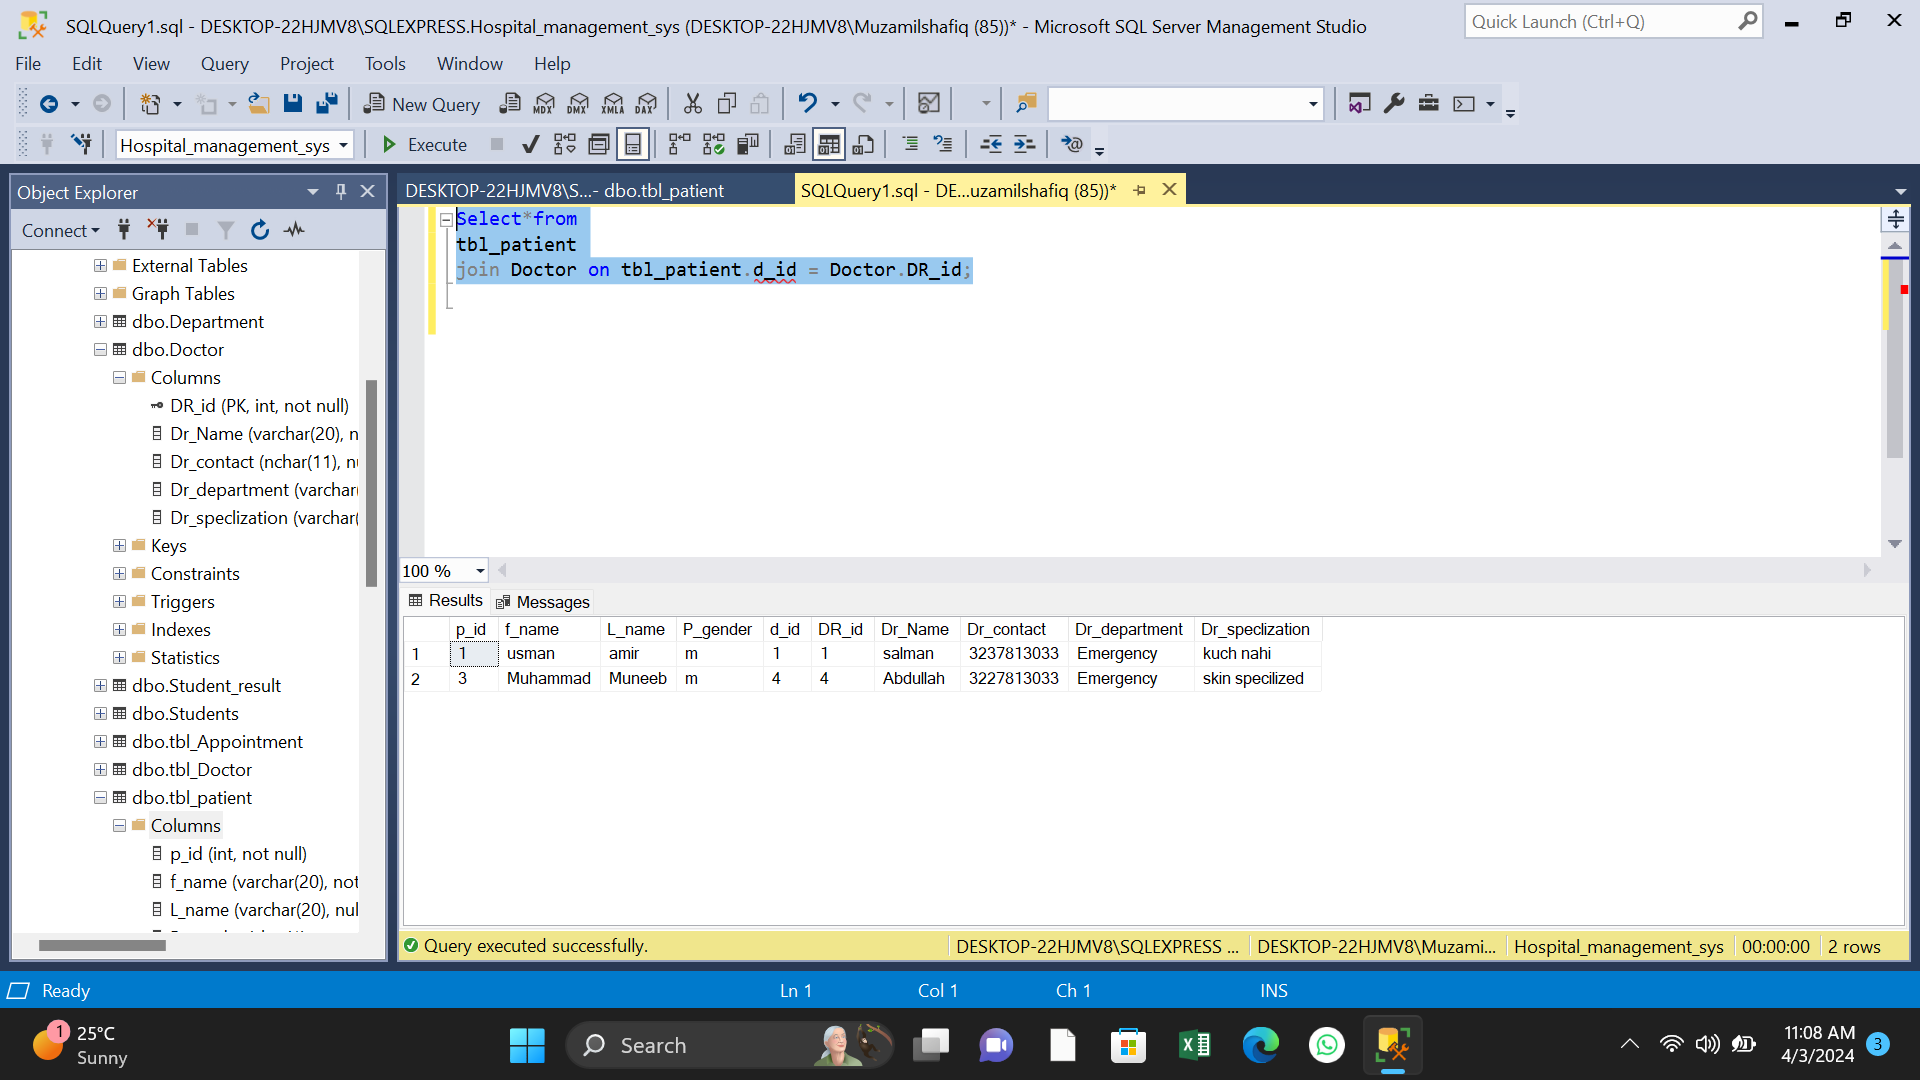 SQLQuery1.sql - DESKTOP-22HJMV8\SQLEXPRESS.Hospital_management_sys (DESKTOP-22HJMV8\Muzamilshafiq (85))* - Microsoft SQL Server Management Studio
Quick Launch (Ctrl+Q)
File Edit View Query Project Tools Window Help
New Query MDX DMX XMLA DAX
Hospital_management_sys Execute
Object Explorer
DESKTOP-22HJMV8\S...- dbo.tbl_patient SQLQuery1.sql - DE...uzamilshafiq (85))*
Connect
External Tables
Graph Tables
dbo.Department
dbo.Doctor
Columns
DR_id (PK, int, not null)
Dr_Name (varchar(20), n
Dr_contact (nchar(11), nu
Dr_department (varchar(
Dr_speclization (varchar(
Keys
Constraints
Triggers
Indexes
Statistics
dbo.Student_result
dbo.Students
dbo.tbl_Appointment
dbo.tbl_Doctor
dbo.tbl_patient
Columns
p_id (int, not null)
f_name (varchar(20), not
L_name (varchar(20), nul
Select*from
tbl_patient
join Doctor on tbl_patient.d_id = Doctor.DR_id;
100 %
Results Messages
p_id f_name L_name P_gender d_id DR_id Dr_Name Dr_contact Dr_department Dr_speclization
1 1 usman amir m 1 1 salman 3237813033 Emergency kuch nahi
2 3 Muhammad Muneeb m 4 4 Abdullah 3227813033 Emergency skin specilized
Query executed successfully. DESKTOP-22HJMV8\SQLEXPRESS ... DESKTOP-22HJMV8\Muzami... Hospital_management_sys 00:00:00 2 rows
Ready Ln 1 Col 1 Ch 1 INS
1 25°C
Sunny
Search
11:08 AM
4/3/2024
3